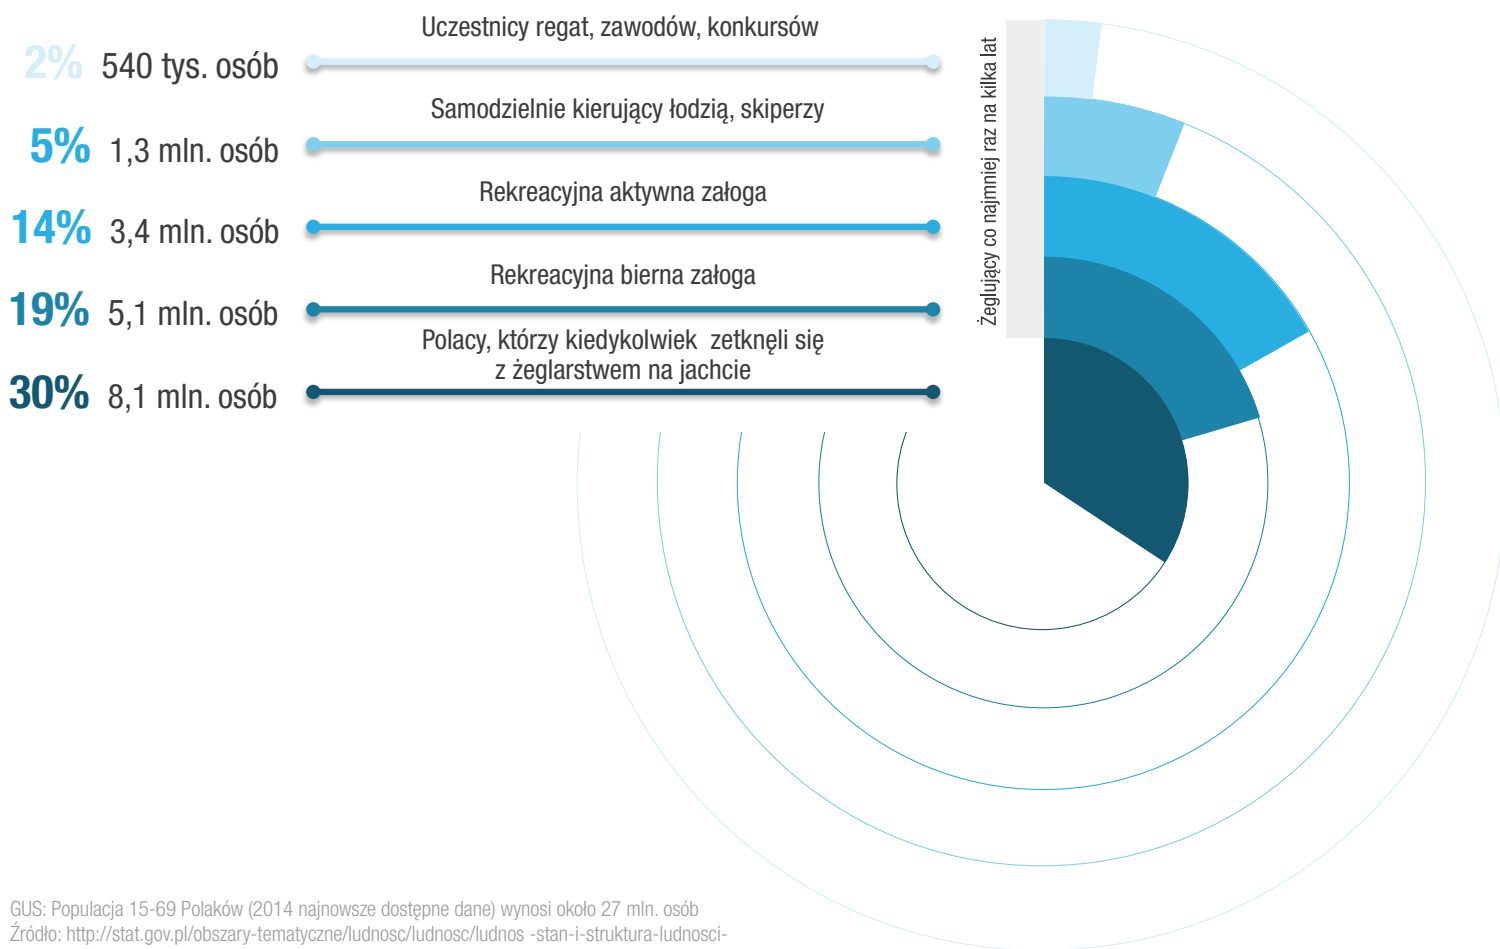 Uczestnicy regat, zawodów, konkursów
2% 540 tys. osób
Samodzielnie kierujący łodzią, skiperzy
5% 1,3 mln. osób
Rekreacyjna aktywna załoga
14% 3,4 mln. osób
Rekreacyjna bierna załoga
19% 5,1 mln. osób
Polacy, którzy kiedykolwiek zetknęli się
z żeglarstwem na jachcie
30% 8,1 mln. osób
Żeglujący co najmniej raz na kilka lat
GUS: Populacja 15-69 Polaków (2014 najnowsze dostępne dane) wynosi około 27 mln. osób
Źródło: http://stat.gov.pl/obszary-tematyczne/ludnosc/ludnosc/ludnos -stan-i-struktura-ludnosci-